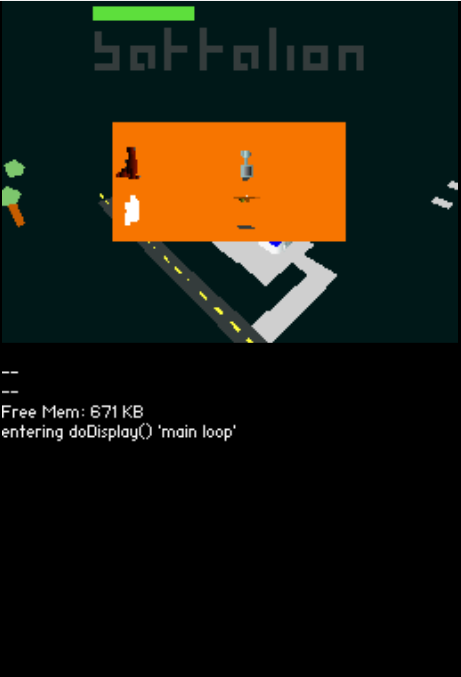 battalion
--
--
Free Mem: 671 KB
entering doDisplay() 'main loop'